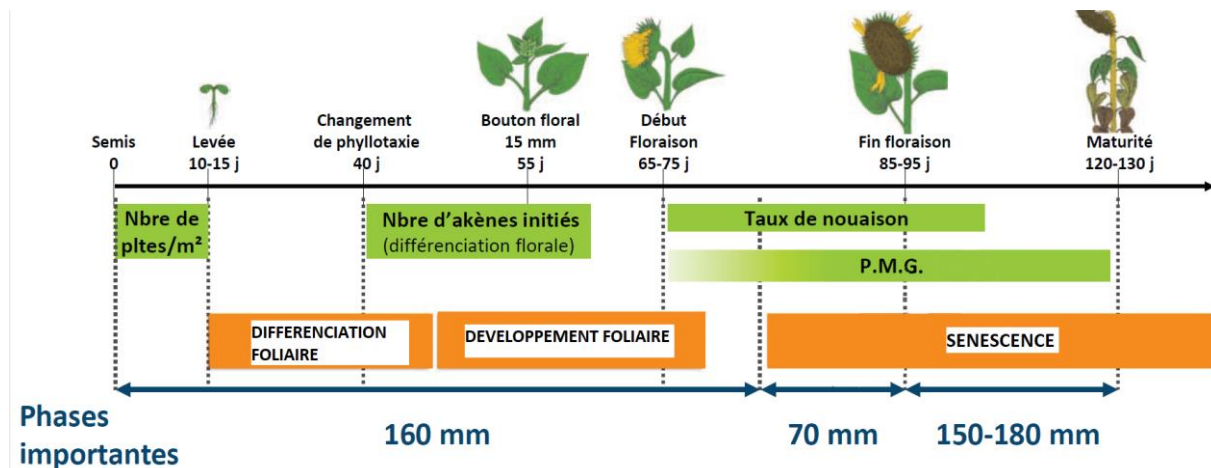 Semis
0
Levée
10-15 j
Changement
de phyllotaxie
40 j
Bouton floral
15 mm
55 j
Début
Floraison
65-75 j
Fin floraison
85-95 j
Maturité
120-130 j
Nbre de
pltes/m²
Nbre d'akènes initiés
(différenciation florale)
Taux de nouaison
P.M.G.
DIFFERENCIATION
FOLIAIRE
DEVELOPPEMENT FOLIAIRE
SENESCENCE
Phases
importantes
160 mm
70 mm
150-180 mm